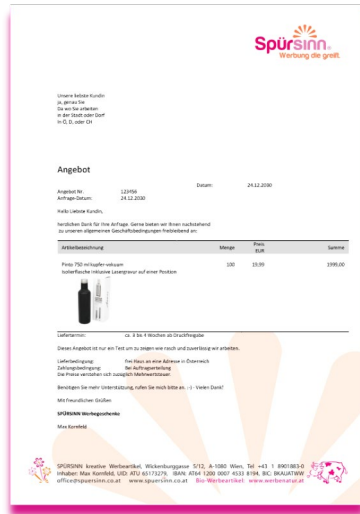 Spürsinn.
Werbung die greift.
Unsere liebste Kundin
ja, genau Sie
Da wo Sie arbeiten
in der Stadt oder Dorf
In Ö, D, oder CH
Angebot
Datum: 24.12.2030
Angebot Nr. 123456
Anfrage-Datum: 24.12.2030
Hallo Liebste Kundin,
herzlichen Dank für Ihre Anfrage. Gerne bieten wir Ihnen nachstehend
zu unseren allgemeinen Geschäftsbedingungen freibleibend an:
Artikelbezeichnung Menge Preis EUR Summe
Pinto 750 ml kupfer-vakuum 100 19,99 1999,00
Isolierflasche inklusive Lasergravur auf einer Position
Liefertermin: ca. 3 bis 4 Wochen ab Druckfreigabe
Dieses Angebot ist nur ein Test um zu zeigen wie rasch und zuverlässig wir arbeiten.
Lieferbedingung: frei Haus an eine Adresse in Österreich
Zahlungsbedingung: Bei Auftragserteilung
Die Preise verstehen sich zuzüglich Mehrwertsteuer.
Benötigen Sie mehr Unterstützung, rufen Sie mich bitte an. :-) - Vielen Dank!
Mit freundlichen Grüßen
SPÜRSINN Werbegeschenke
Max Kornfeld
SPÜRSINN kreative Werbeartikel, Wickenburggasse 5/12, A-1080 Wien, Tel +43 1 8901883-0
Inhaber: Max Kornfeld, UID: ATU 65173279, IBAN: AT64 1200 0007 4533 8194, BIC: BKAUATWW
office@spuersinn.co.at www.spuersinn.co.at Bio-Werbeartikel www.werbenatur.at